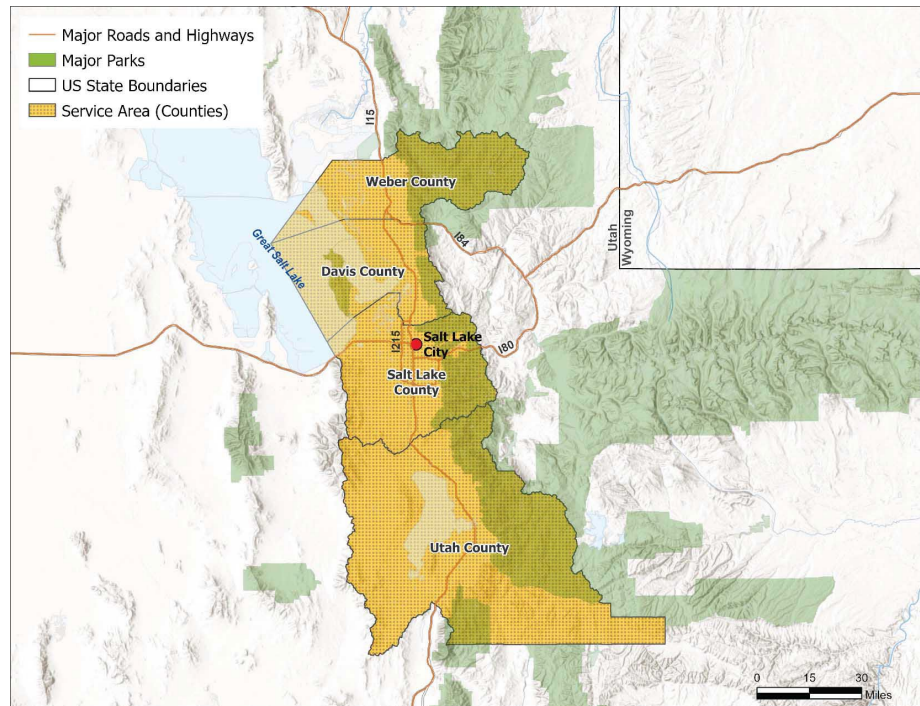 Major Roads and Highways
Major Parks
US State Boundaries
Service Area (Counties)
I15
Weber County
Great Salt Lake
I84
Utah
Wyoming
Davis County
I215
Salt Lake
City
I80
Salt Lake
County
Utah County
0 15 30
Miles